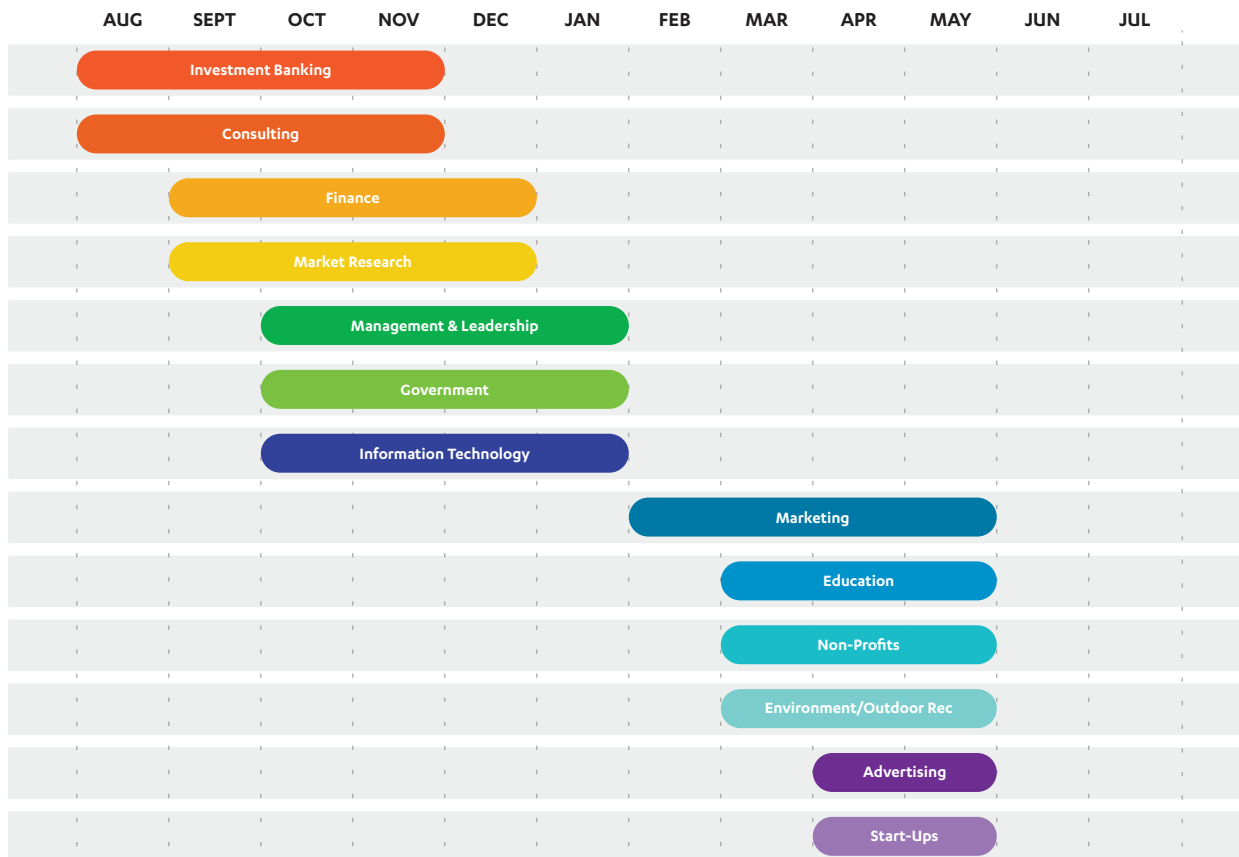 AUG SEPT OCT NOV DEC JAN FEB MAR APR MAY JUN JUL
Investment Banking
Consulting
Finance
Market Research
Management & Leadership
Government
Information Technology
Marketing
Education
Non-Profits
Environment/Outdoor Rec
Advertising
Start-Ups